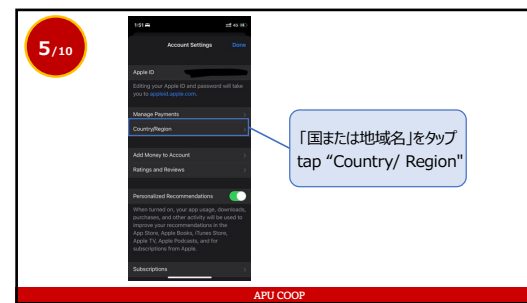 5/10
1:51
4G
Account Settings
Done
Apple ID
Editing your Apple ID and password will take
you to appleid.apple.com.
Manage Payments
Country/Region
Add Money to Account
Ratings and Reviews
Personalized Recommendations
When turned on, your app usage, downloads,
purchases, and other activity will be used to
improve your recommendations in the
App Store, Apple Books, iTunes Store,
Apple TV, Apple Podcasts, and for
subscriptions from Apple.
Subscriptions
「国または地域名」をタップ
tap “Country/ Region"
APU COOP